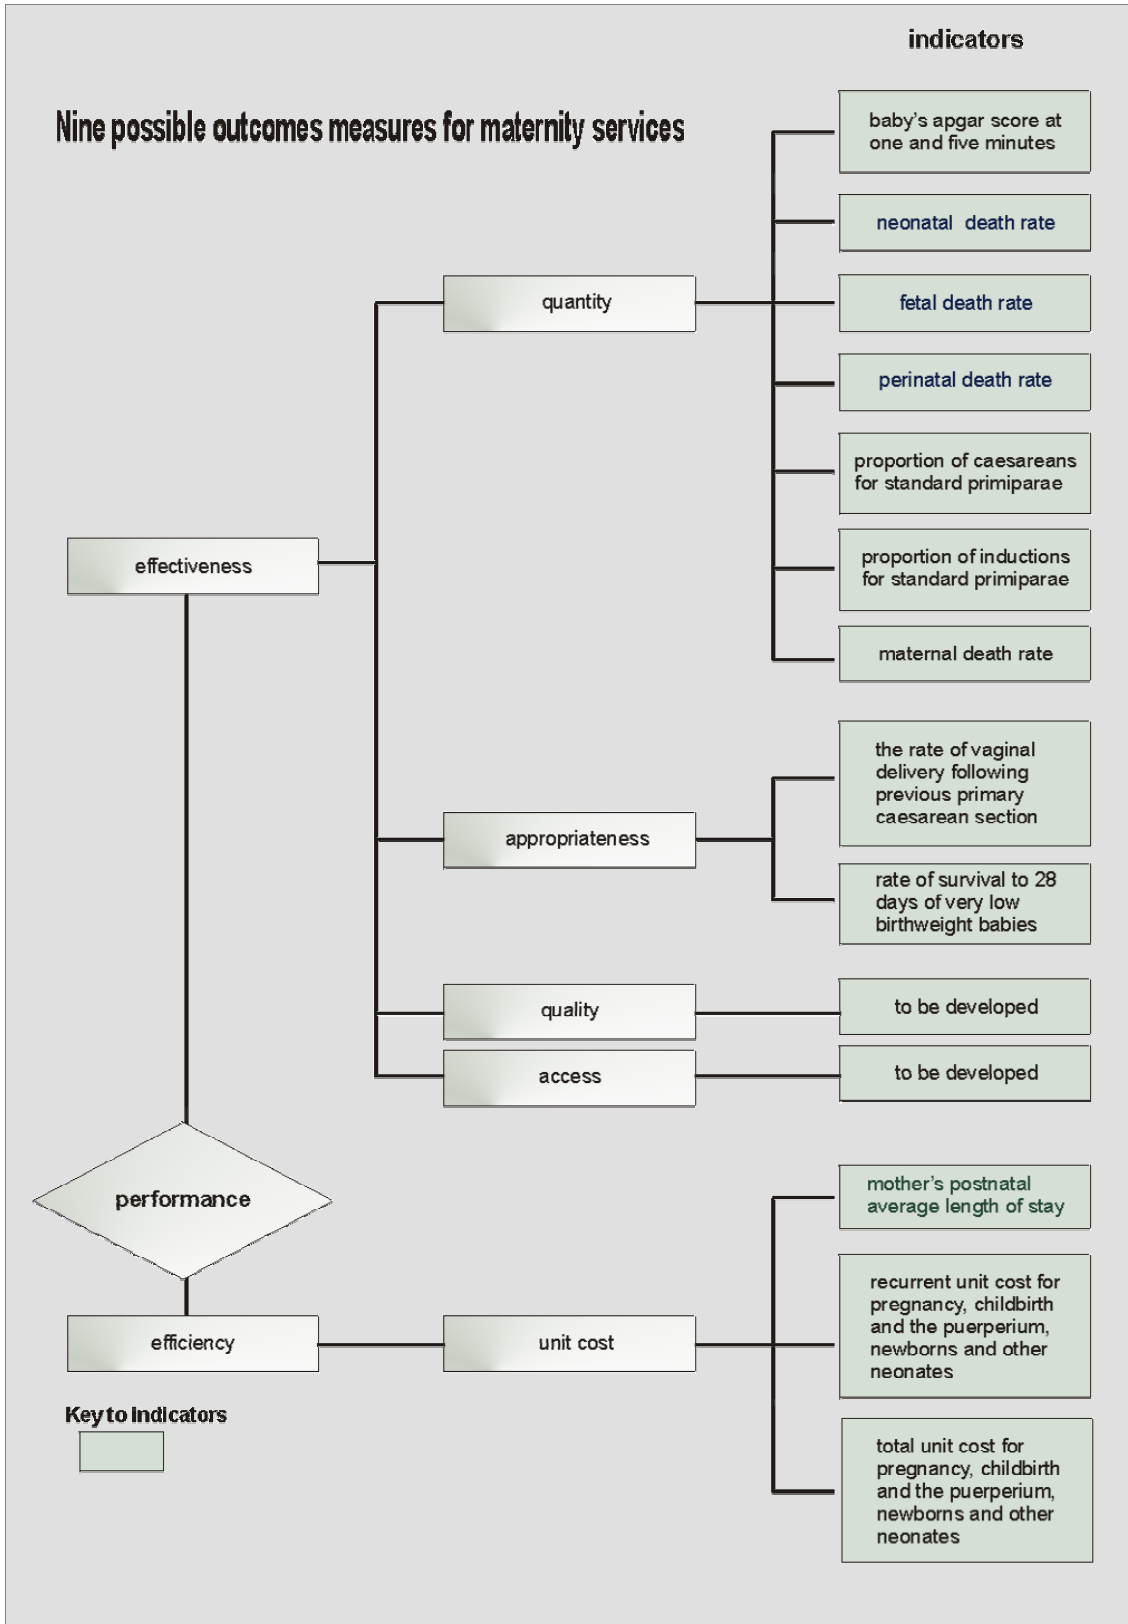 indicators
Nine possible outcomes measures for maternity services
baby's apgar score at
one and five minutes
neonatal death rate
quantity
fetal death rate
perinatal death rate
proportion of caesareans
for standard primiparae
effectiveness
proportion of inductions
for standard primiparae
maternal death rate
the rate of vaginal
delivery following
previous primary
caesarean section
appropriateness
rate of survival to 28
days of very low
birthweight babies
quality
to be developed
access
to be developed
performance
mother's postnatal
average length of stay
recurrent unit cost for
pregnancy, childbirth
and the puerperium,
newborns and other
neonates
efficiency
unit cost
Key to indicators
total unit cost for
pregnancy, childbirth
and the puerperium,
newborns and other
neonates